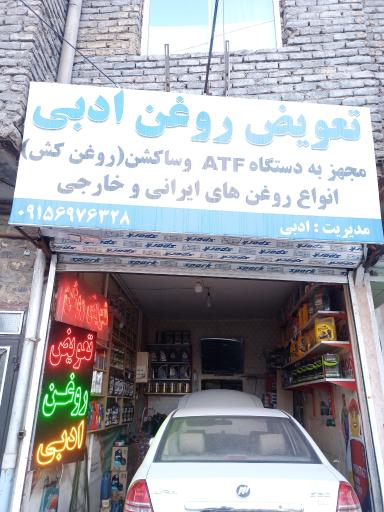 تعویض روغن ادبی
مجهز به دستگاه ATF وساکشن(روغن کش)
انواع روغن های ایرانی و خارجی
مدیریت : ادبی
۰۹۱۵۶۹۷۶۳۲۸
تعویض
روغن
ادبی